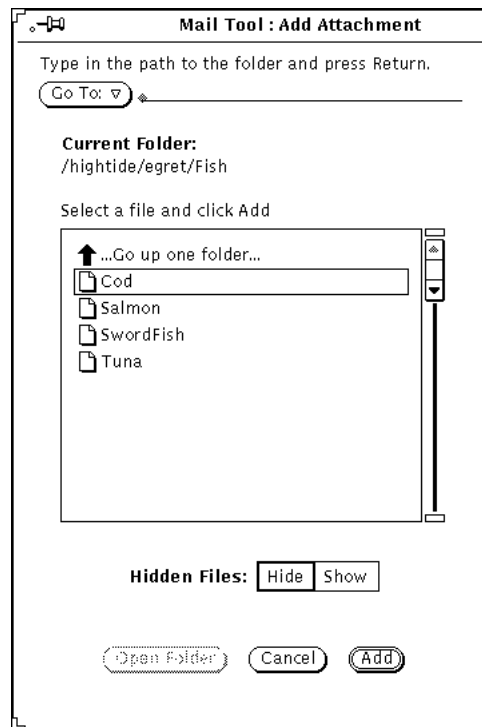 Mail Tool : Add Attachment
Type in the path to the folder and press Return.
Go To:
Current Folder:
/hightide/egret/Fish
Select a file and click Add
...Go up one folder...
Cod
Salmon
SwordFish
Tuna
Hidden Files: Hide Show
Open Folder Cancel Add